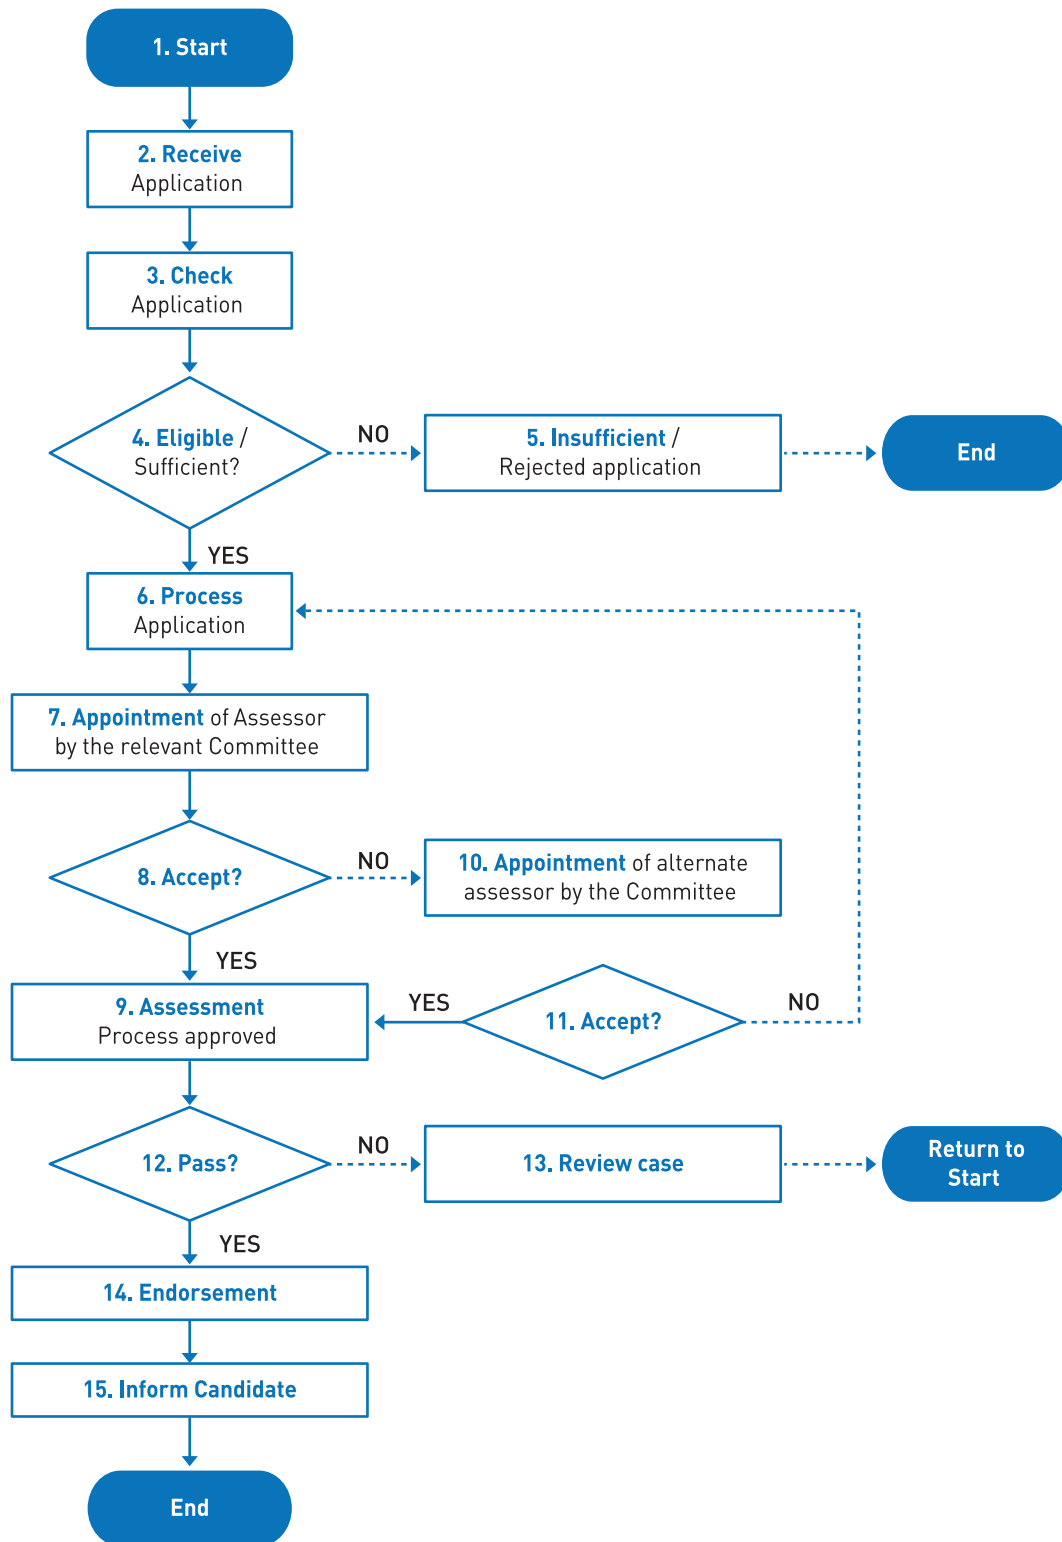 1. Start
2. Receive
Application
3. Check
Application
4. Eligible /
Sufficient?
NO
5. Insufficient /
Rejected application
End
YES
6. Process
Application
7. Appointment of Assessor
by the relevant Committee
8. Accept?
NO
10. Appointment of alternate
assessor by the Committee
YES
9. Assessment
Process approved
YES
11. Accept?
NO
12. Pass?
NO
13. Review case
Return to
Start
YES
14. Endorsement
15. Inform Candidate
End